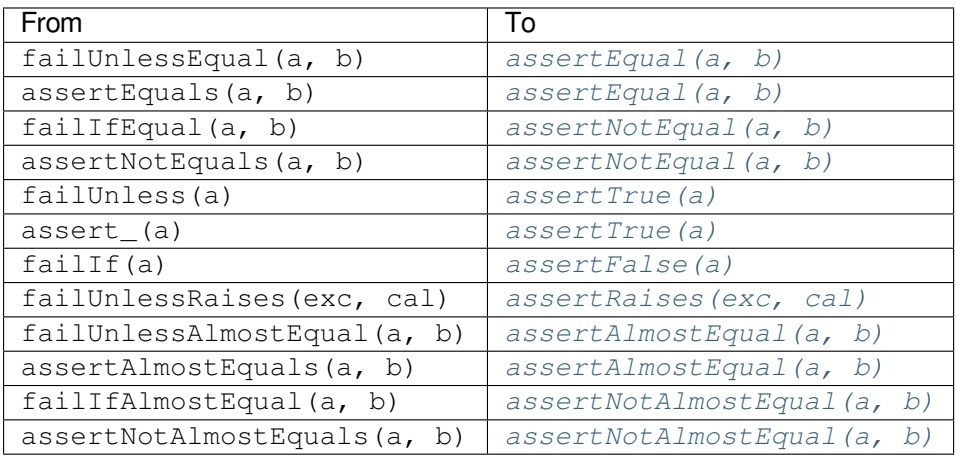 From To
failUnlessEqual(a, b) assertEqual(a, b)
assertEquals(a, b) assertEqual(a, b)
failIfEqual(a, b) assertNotEqual(a, b)
assertNotEquals(a, b) assertNotEqual(a, b)
failUnless(a) assertTrue(a)
assert_(a) assertTrue(a)
failIf(a) assertFalse(a)
failUnlessRaises(exc, cal) assertRaises(exc, cal)
failUnlessAlmostEqual(a, b) assertAlmostEqual(a, b)
assertAlmostEquals(a, b) assertAlmostEqual(a, b)
failIfAlmostEqual(a, b) assertNotAlmostEqual(a, b)
assertNotAlmostEquals(a, b) assertNotAlmostEqual(a, b)